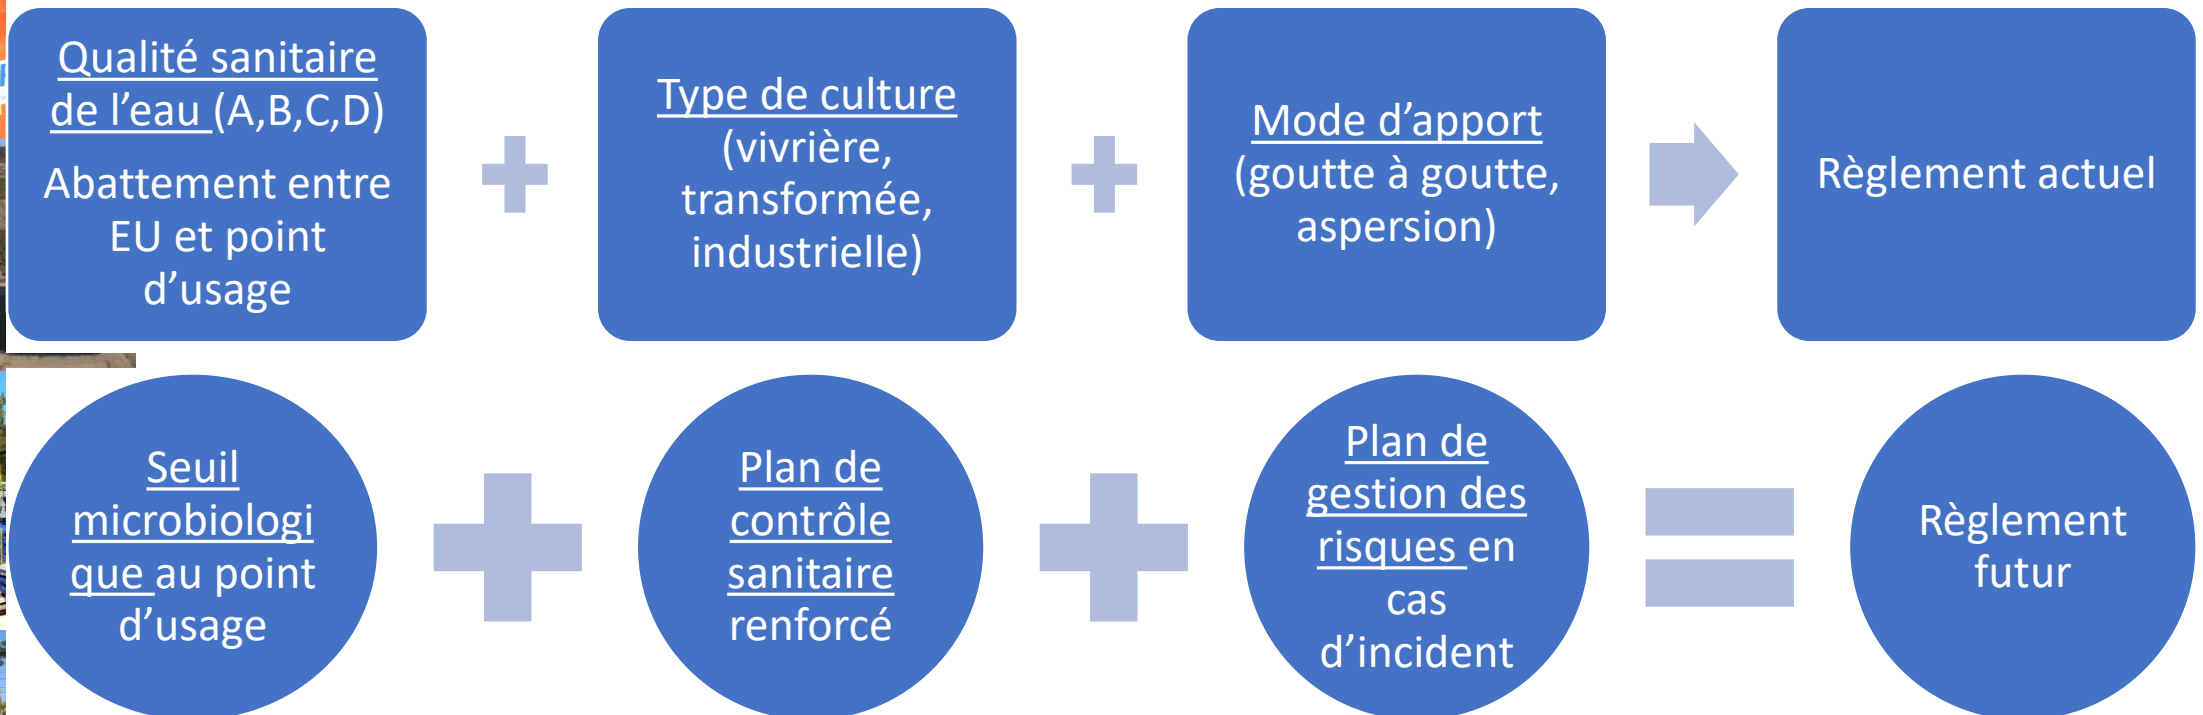 Qualité sanitaire
de l’eau (A,B,C,D)
Abattement entre
EU et point
d’usage
Type de culture
(vivrière,
transformée,
industrielle)
Mode d’apport
(goutte à goutte,
aspersion)
Règlement actuel
Seuil
microbiologi
que au point
d’usage
Plan de
contrôle
sanitaire
renforcé
Plan de
gestion des
risques en
cas
d’incident
Règlement
futur